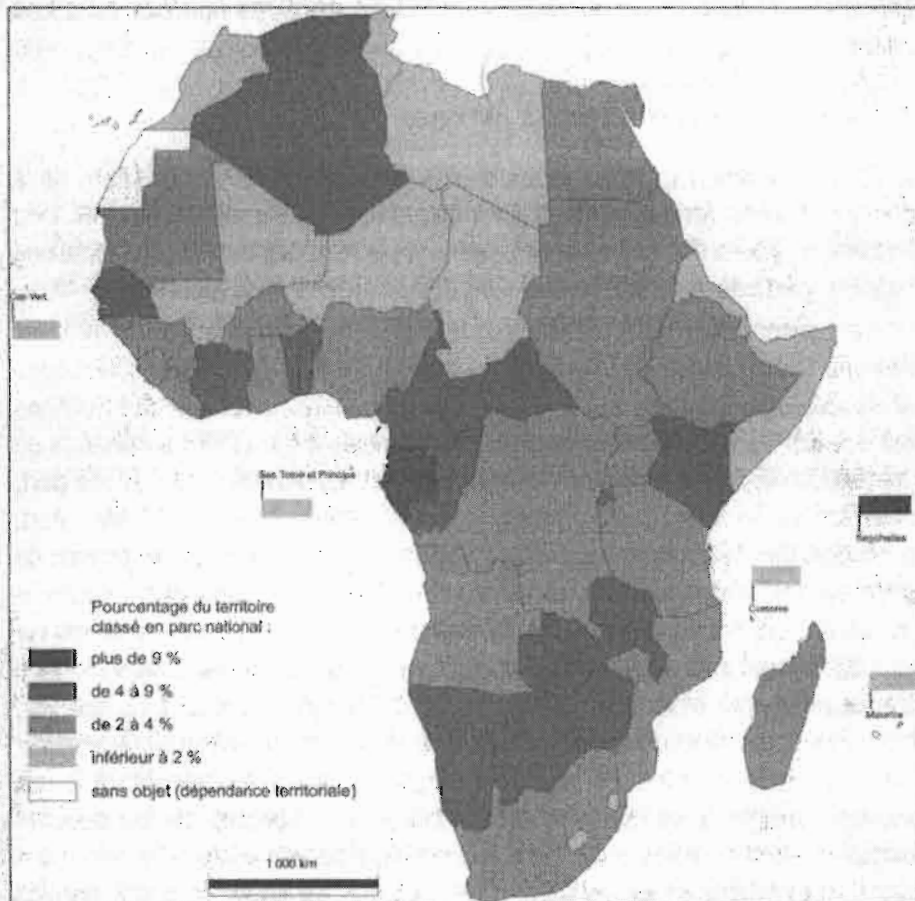 Cap Vert.
Sao Tome et Principe
Seychelles
Comores
Maurice
Pourcentage du territoire
classé en parc national :
plus de 9 %
de 4 à 9 %
de 2 à 4 %
inférieur à 2 %
sans objet (dépendance territoriale)
1 000 km